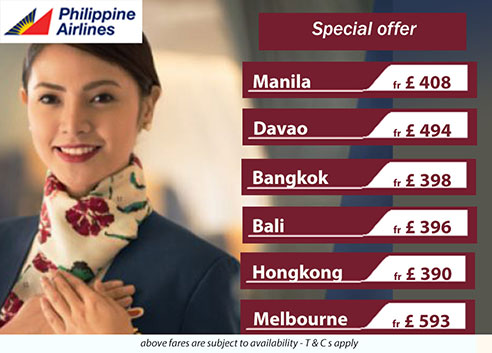 Philippine
Airlines
Special offer
Manila fr £ 408
Davao fr £ 494
Bangkok fr £ 398
Bali fr £ 396
Hongkong fr £ 390
Melbourne fr £ 593
above fares are subject to availability - T & C s apply